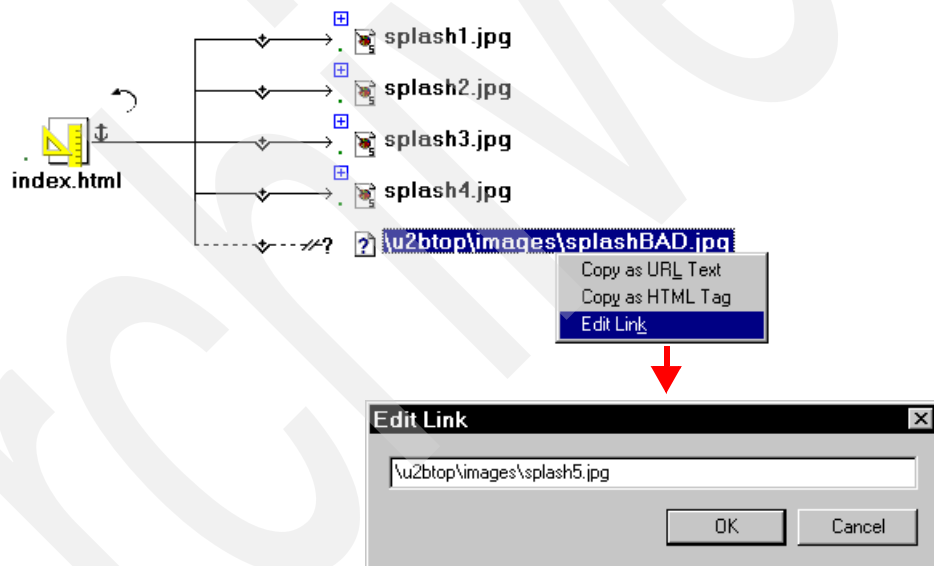 splash1.jpg
splash2.jpg
splash3.jpg
index.html
splash4.jpg
\u2btop\images\splashBAD.jpg
Copy as URL Text
Copy as HTML Tag
Edit Link
Edit Link
\u2btop\images\splash5.jpg
OK Cancel